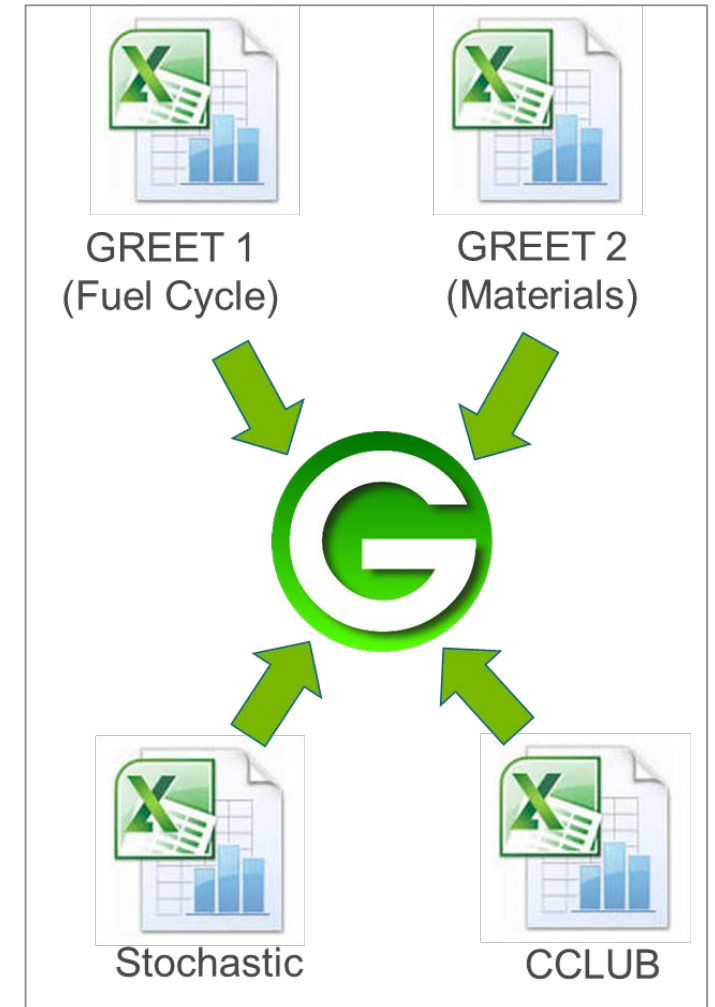 GREET 1
(Fuel Cycle)
GREET 2
(Materials)
G
Stochastic
CCLUB